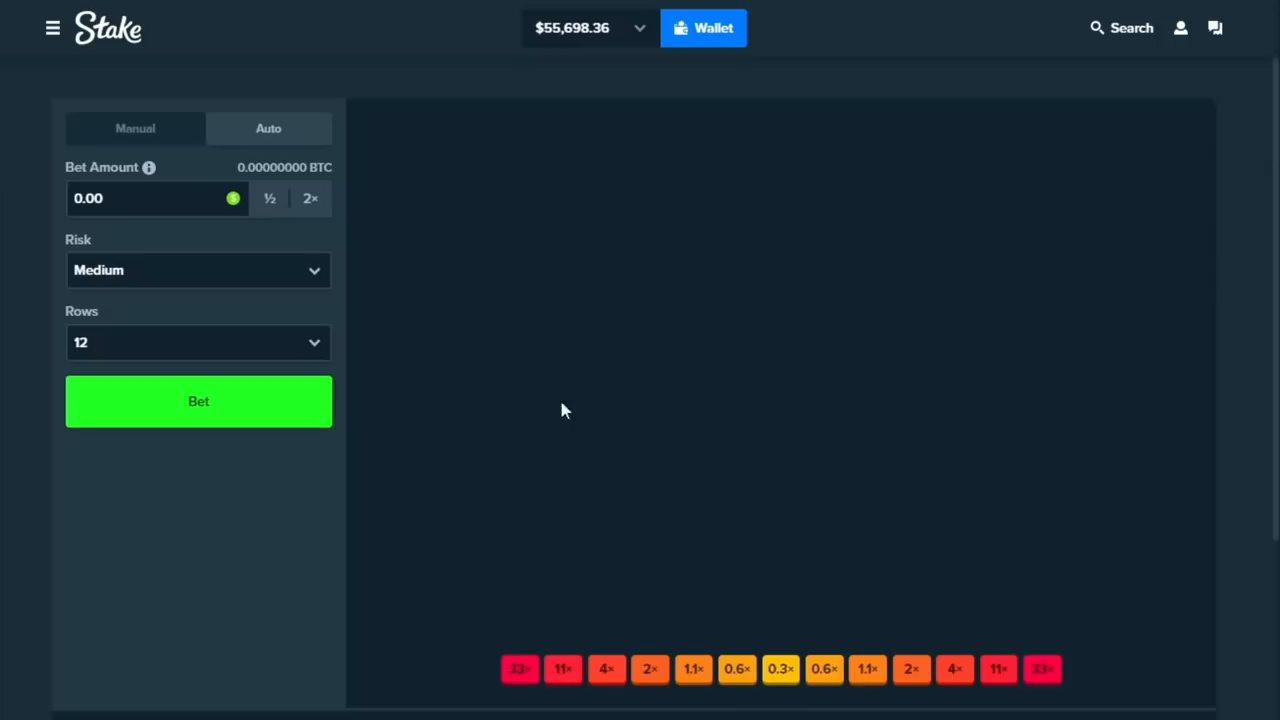 Stake
$55,698.36
Wallet
Search
Manual
Auto
Bet Amount
0.00000000 BTC
0.00
½
2×
Risk
Medium
Rows
12
Bet
33× 11× 4× 2× 1.1× 0.6× 0.3× 0.6× 1.1× 2× 4× 11× 33×